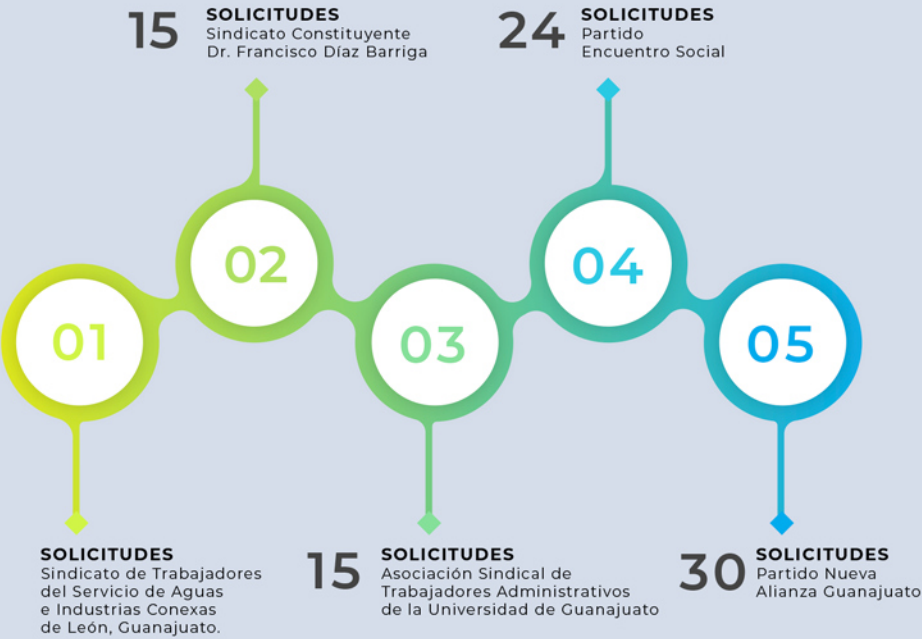 15
SOLICITUDES
Sindicato Constituyente
Dr. Francisco Díaz Barriga
24
SOLICITUDES
Partido
Encuentro Social
01
02
03
04
05
SOLICITUDES
Sindicato de Trabajadores
del Servicio de Aguas
e Industrias Conexas
de León, Guanajuato.
15
SOLICITUDES
Asociación Sindical de
Trabajadores Administrativos
de la Universidad de Guanajuato
30
SOLICITUDES
Partido Nueva
Alianza Guanajuato